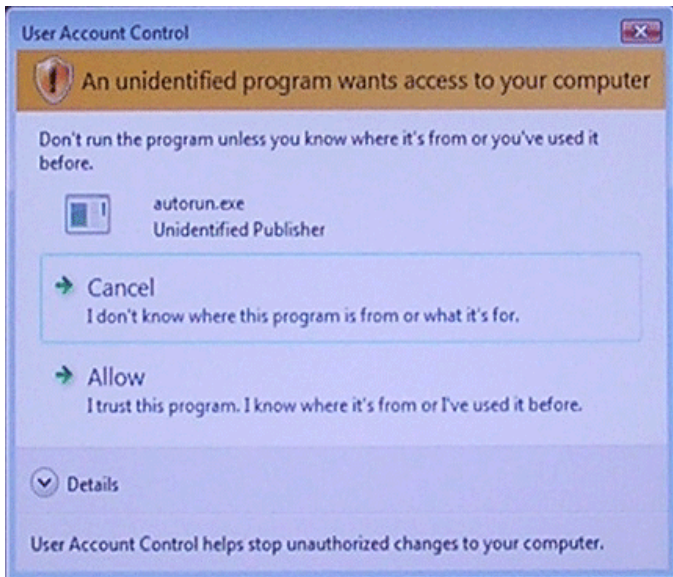 User Account Control
An unidentified program wants access to your computer
Don't run the program unless you know where it's from or you've used it
before.
autorun.exe
Unidentified Publisher
Cancel
I don't know where this program is from or what it's for.
Allow
I trust this program. I know where it's from or I've used it before.
Details
User Account Control helps stop unauthorized changes to your computer.